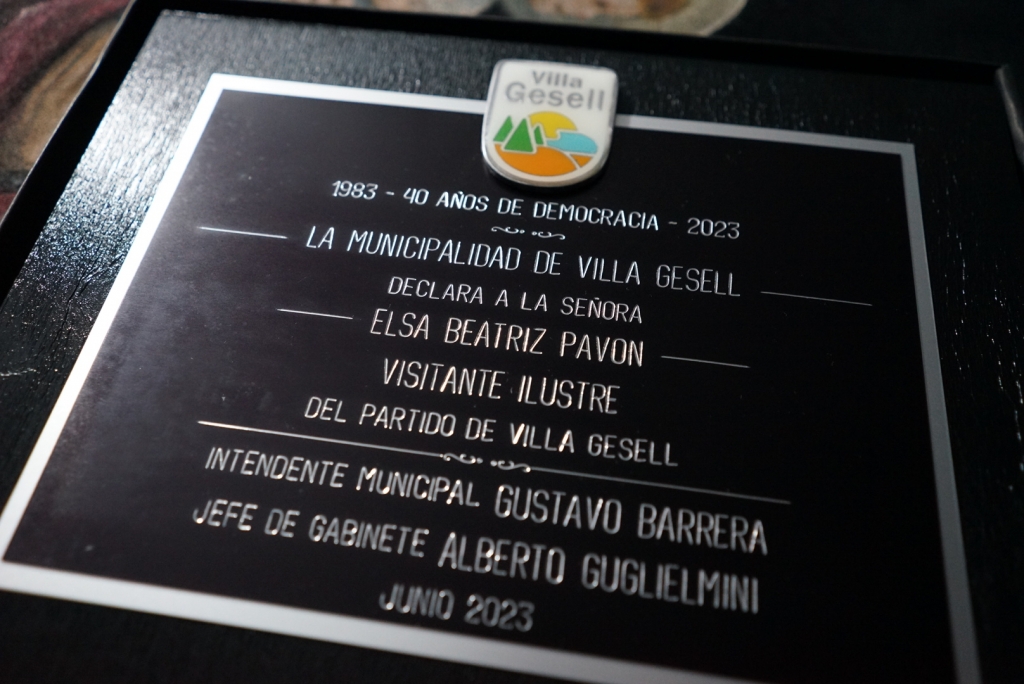 Villa
Gesell
1983 - 40 AÑOS DE DEMOCRACIA - 2023
LA MUNICIPALIDAD DE VILLA GESELL
DECLARA A LA SEÑORA
ELSA BEATRIZ PAVON
VISITANTE ILUSTRE
DEL PARTIDO DE VILLA GESELL
INTENDENTE MUNICIPAL GUSTAVO BARRERA
JEFE DE GABINETE ALBERTO GUGLIELMINI
JUNIO 2023